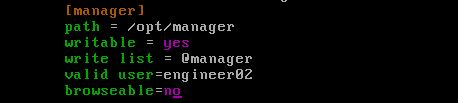 [manager]
path = /opt/manager
writable = yes
write list = @manager
valid user=engineer02
browseable=no